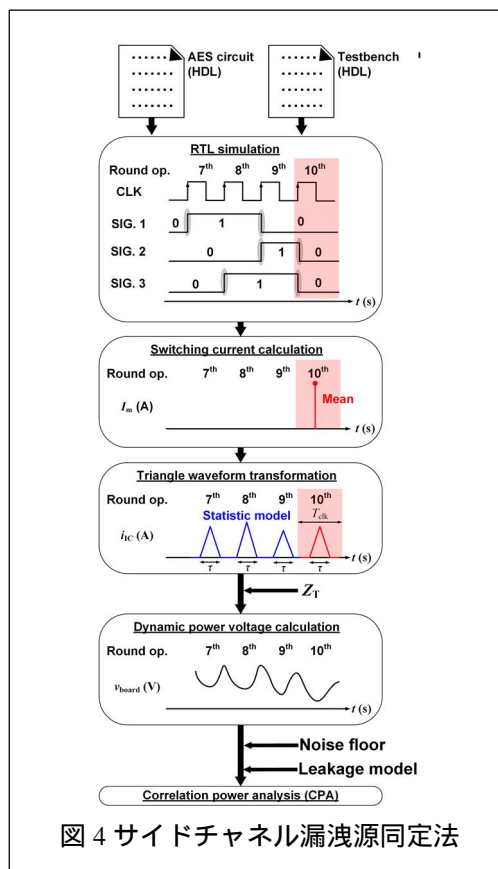 AES circuit
(HDL)
Testbench
(HDL)
RTL simulation
Round op. 7th 8th 9th 10th
CLK
SIG. 1 0 1 0
SIG. 2 0 1 0
SIG. 3 0 1 0
t (s)
Switching current calculation
Round op. 7th 8th 9th 10th
Im (A) Mean
t (s)
Triangle waveform transformation
Round op. 7th 8th 9th 10th
Statistic model Tclk
iIC (A)
t (s)
τ τ τ τ
ZT
Dynamic power voltage calculation
Round op. 7th 8th 9th 10th
vboard (V)
t (s)
Noise floor
Leakage model
Correlation power analysis (CPA)
図 4 サイドチャネル漏洩源同定法